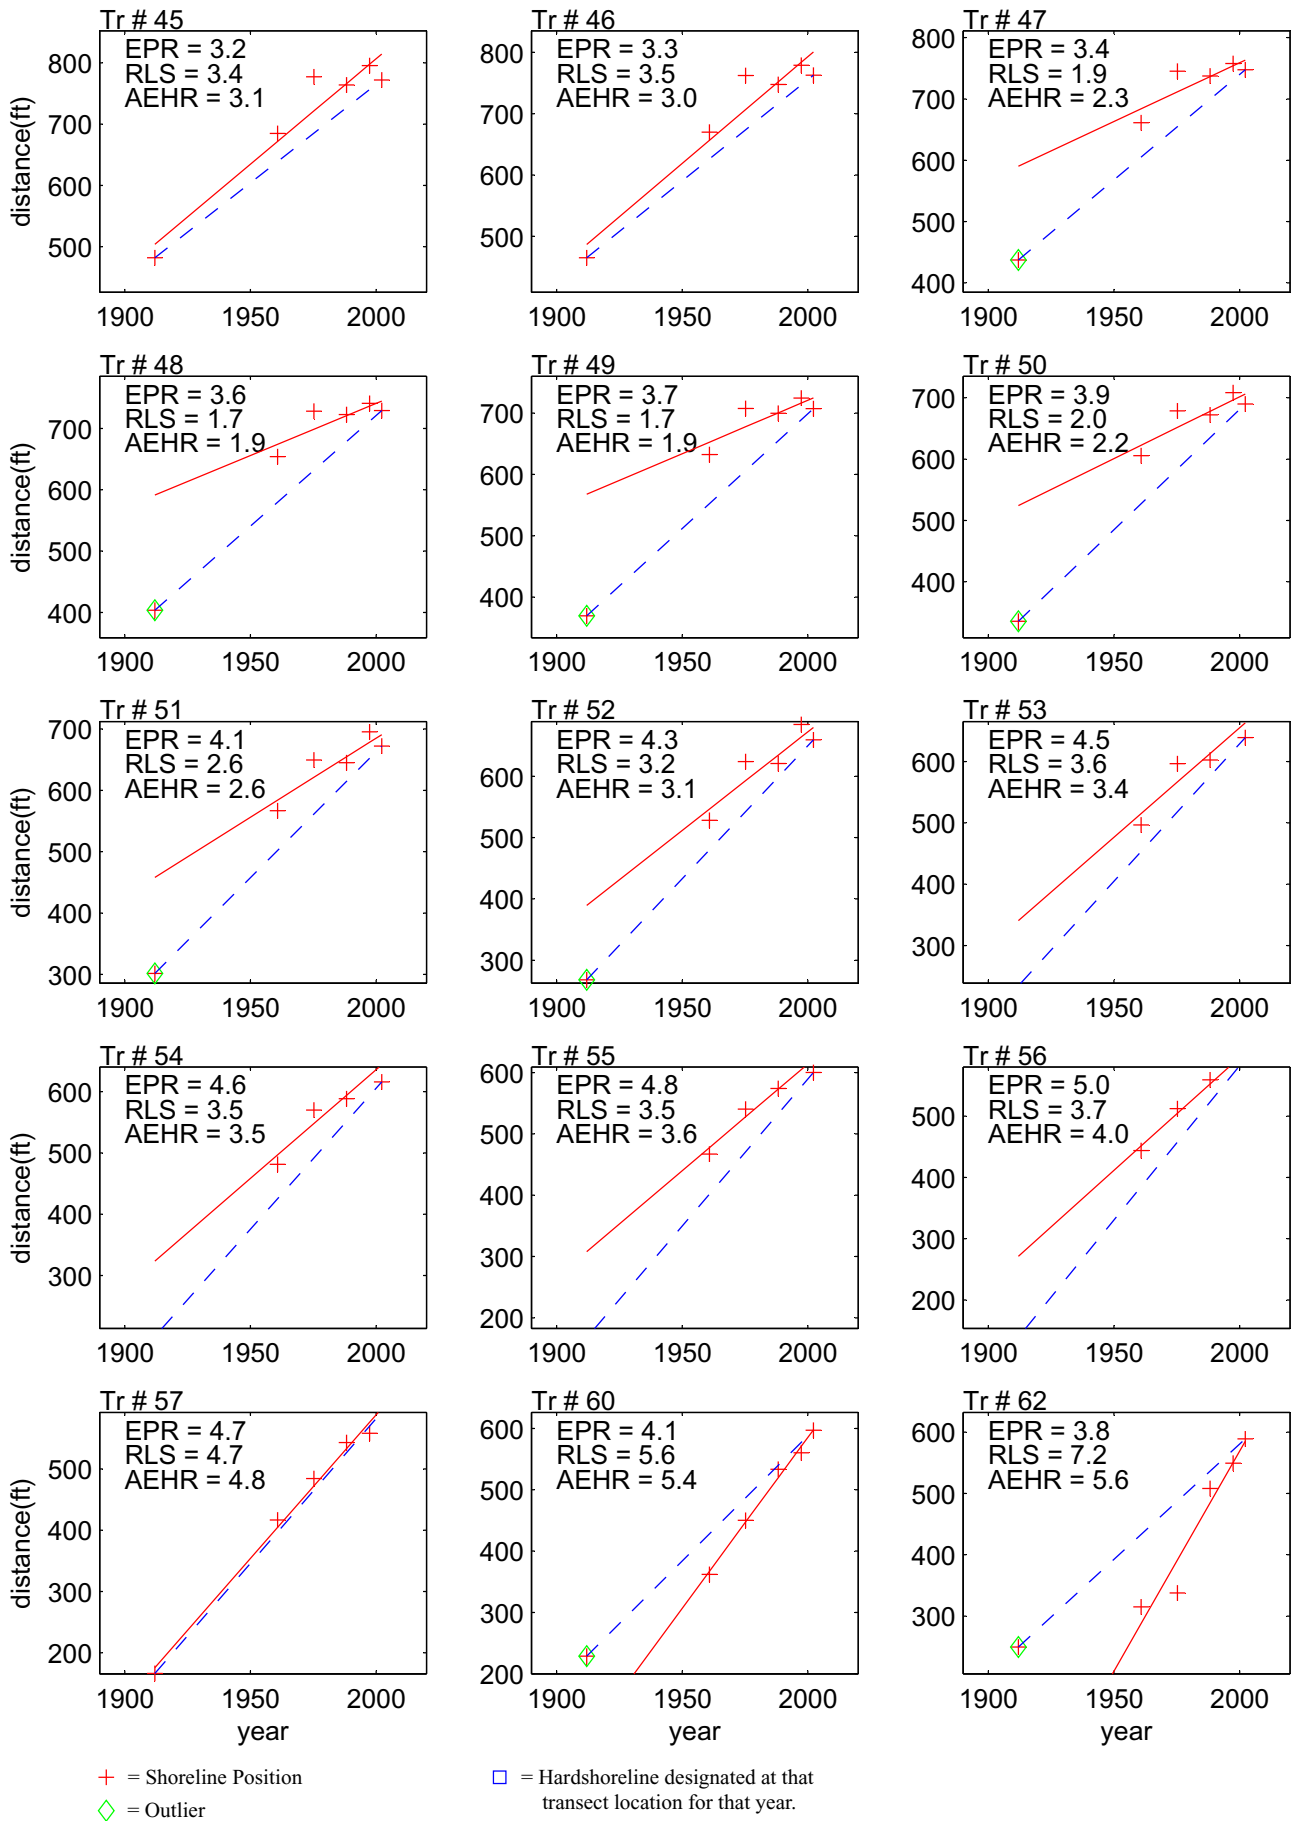 Tr # 45
EPR = 3.2
RLS = 3.4
AEHR = 3.1
distance(ft)
800
700
600
500
1900 1950 2000
Tr # 46
EPR = 3.3
RLS = 3.5
AEHR = 3.0
800
700
600
500
1900 1950 2000
Tr # 47
EPR = 3.4
RLS = 1.9
AEHR = 2.3
800
700
600
500
400
1900 1950 2000
Tr # 48
EPR = 3.6
RLS = 1.7
AEHR = 1.9
distance(ft)
700
600
500
400
1900 1950 2000
Tr # 49
EPR = 3.7
RLS = 1.7
AEHR = 1.9
700
600
500
400
1900 1950 2000
Tr # 50
EPR = 3.9
RLS = 2.0
AEHR = 2.2
700
600
500
400
1900 1950 2000
Tr # 51
EPR = 4.1
RLS = 2.6
AEHR = 2.6
distance(ft)
700
600
500
400
300
1900 1950 2000
Tr # 52
EPR = 4.3
RLS = 3.2
AEHR = 3.1
600
500
400
300
1900 1950 2000
Tr # 53
EPR = 4.5
RLS = 3.6
AEHR = 3.4
600
500
400
300
1900 1950 2000
Tr # 54
EPR = 4.6
RLS = 3.5
AEHR = 3.5
distance(ft)
600
500
400
300
1900 1950 2000
Tr # 55
EPR = 4.8
RLS = 3.5
AEHR = 3.6
600
500
400
300
200
1900 1950 2000
Tr # 56
EPR = 5.0
RLS = 3.7
AEHR = 4.0
500
400
300
200
1900 1950 2000
Tr # 57
EPR = 4.7
RLS = 4.7
AEHR = 4.8
distance(ft)
500
400
300
200
1900 1950 2000
year
Tr # 60
EPR = 4.1
RLS = 5.6
AEHR = 5.4
600
500
400
300
200
1900 1950 2000
year
Tr # 62
EPR = 3.8
RLS = 7.2
AEHR = 5.6
600
500
400
300
1900 1950 2000
year
= Shoreline Position
= Outlier
= Hardshoreline designated at that
transect location for that year.